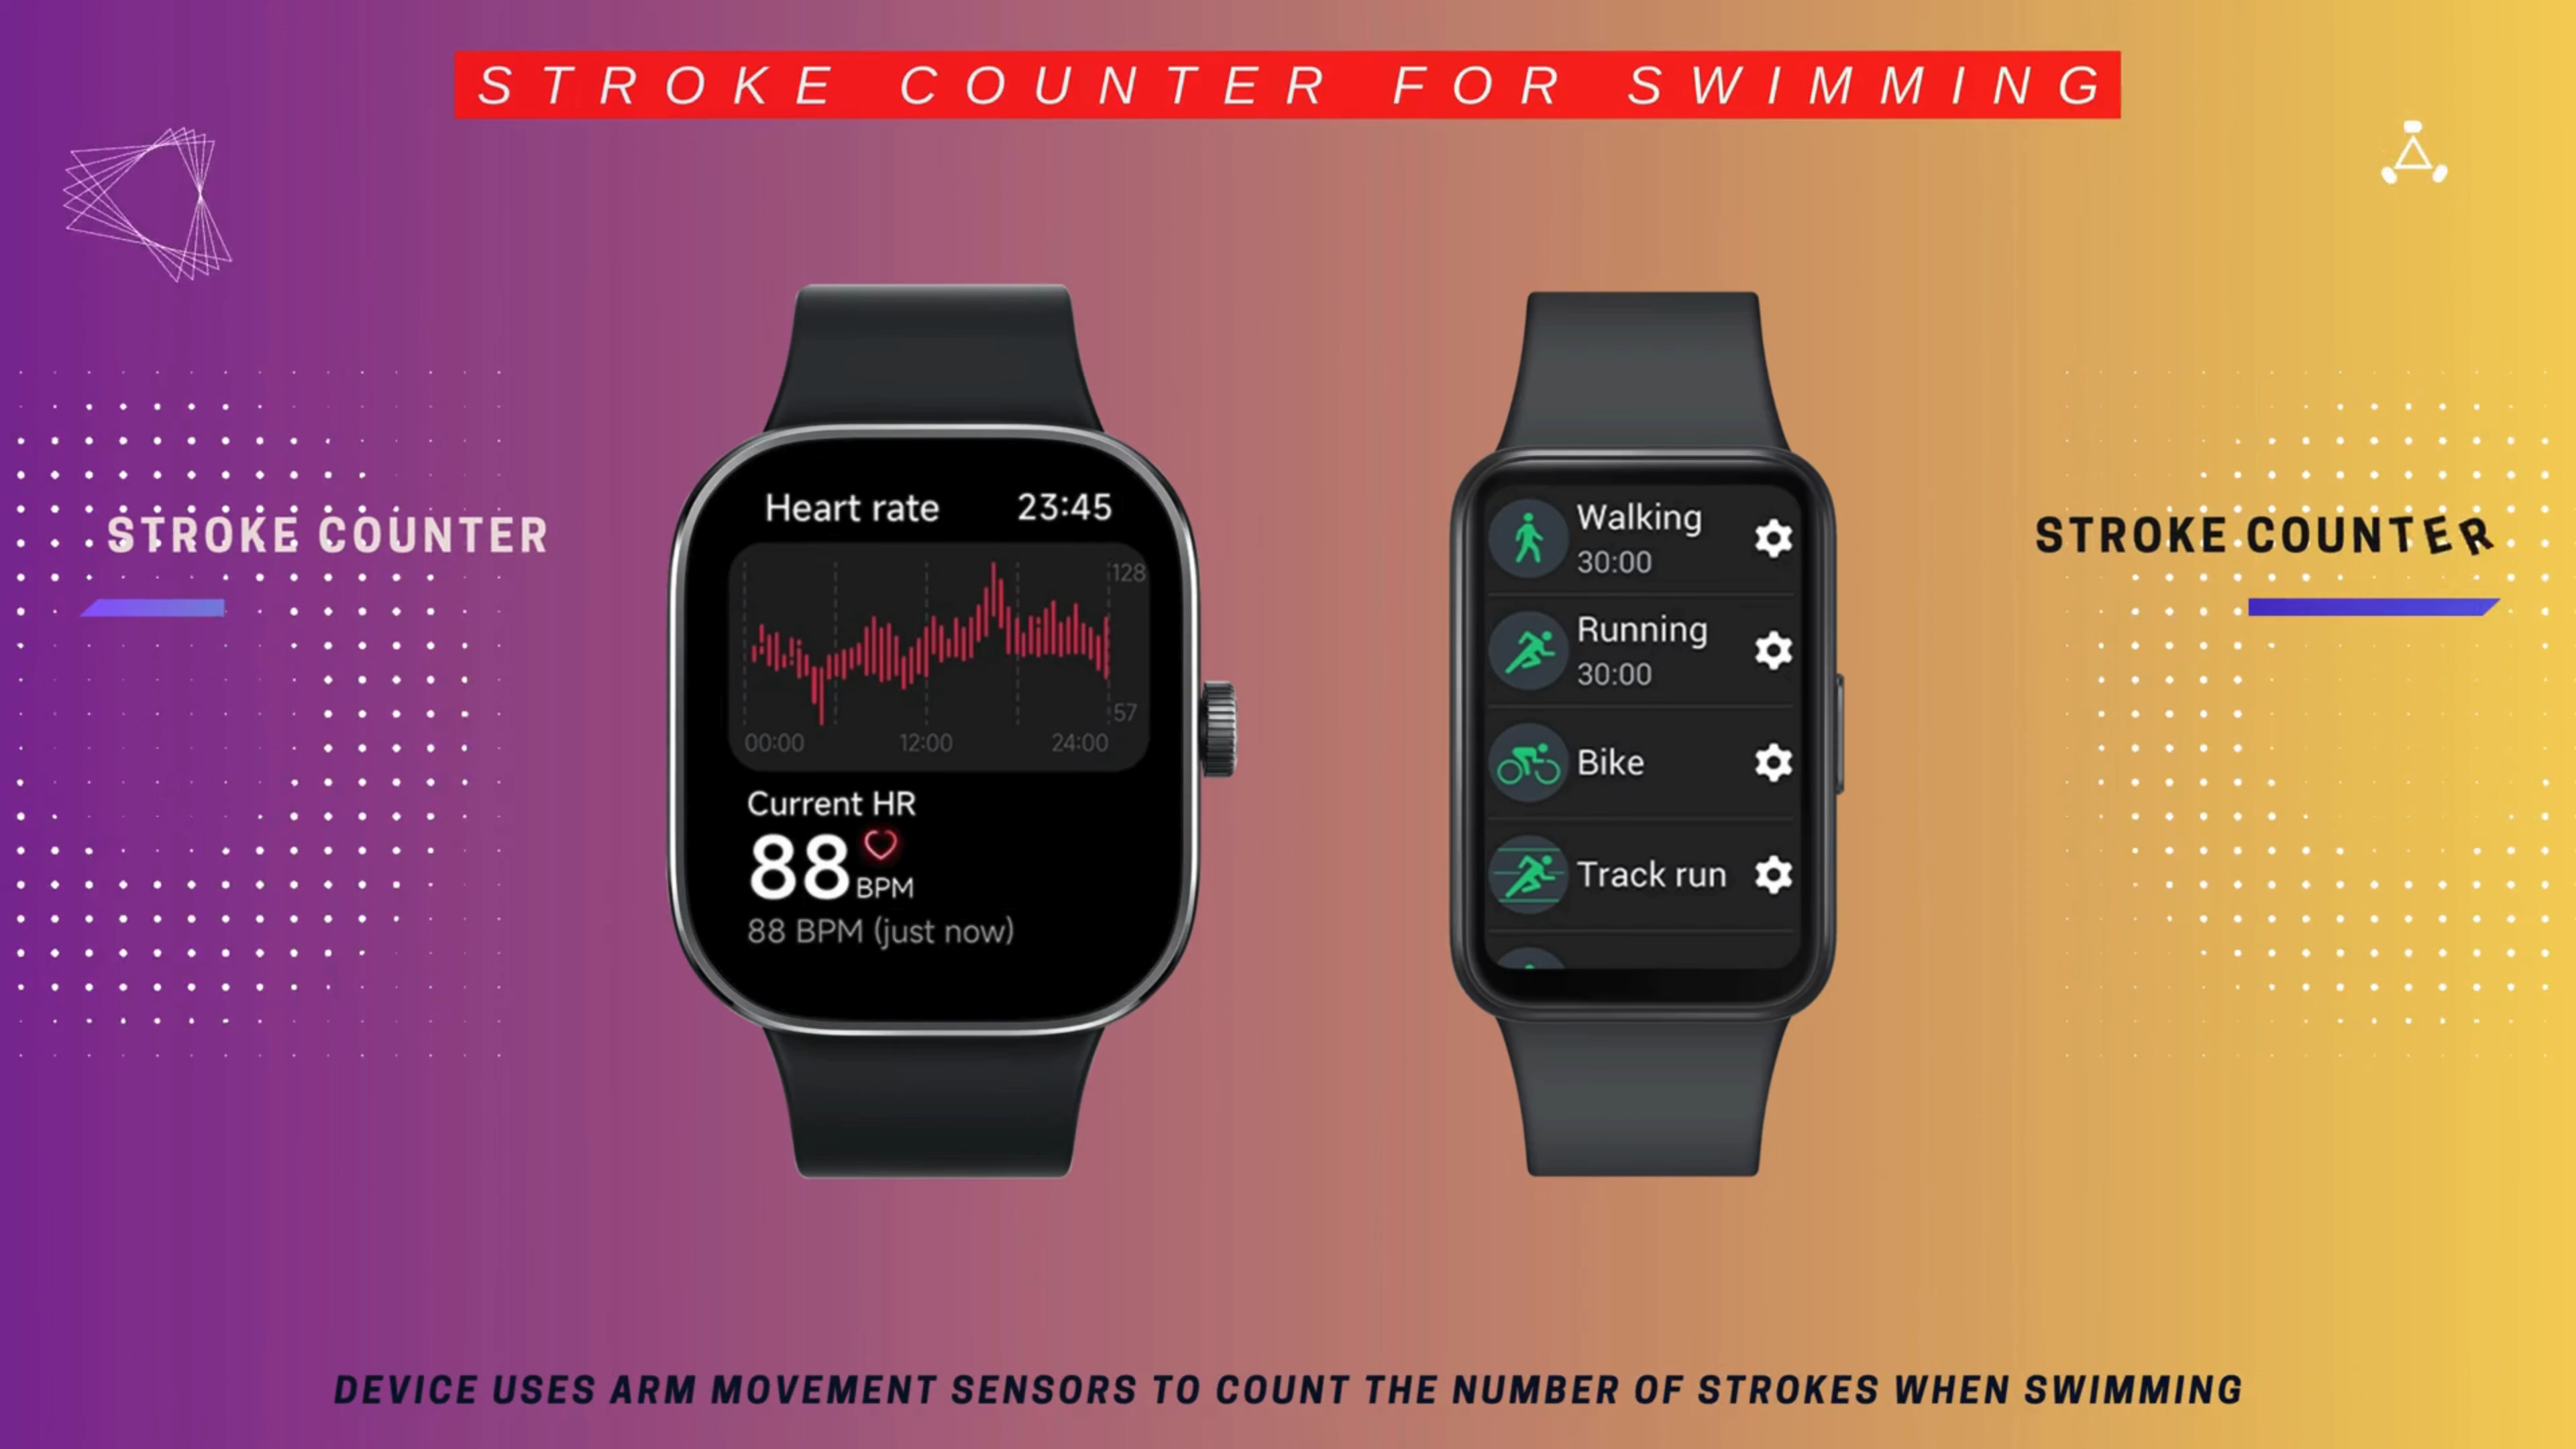 STROKE COUNTER FOR SWIMMING
STROKE COUNTER
Heart rate 23:45
128
57
00:00 12:00 24:00
Current HR
88 BPM
88 BPM (just now)
Walking
30:00
Running
30:00
Bike
Track run
STROKE COUNTER
DEVICE USES ARM MOVEMENT SENSORS TO COUNT THE NUMBER OF STROKES WHEN SWIMMING